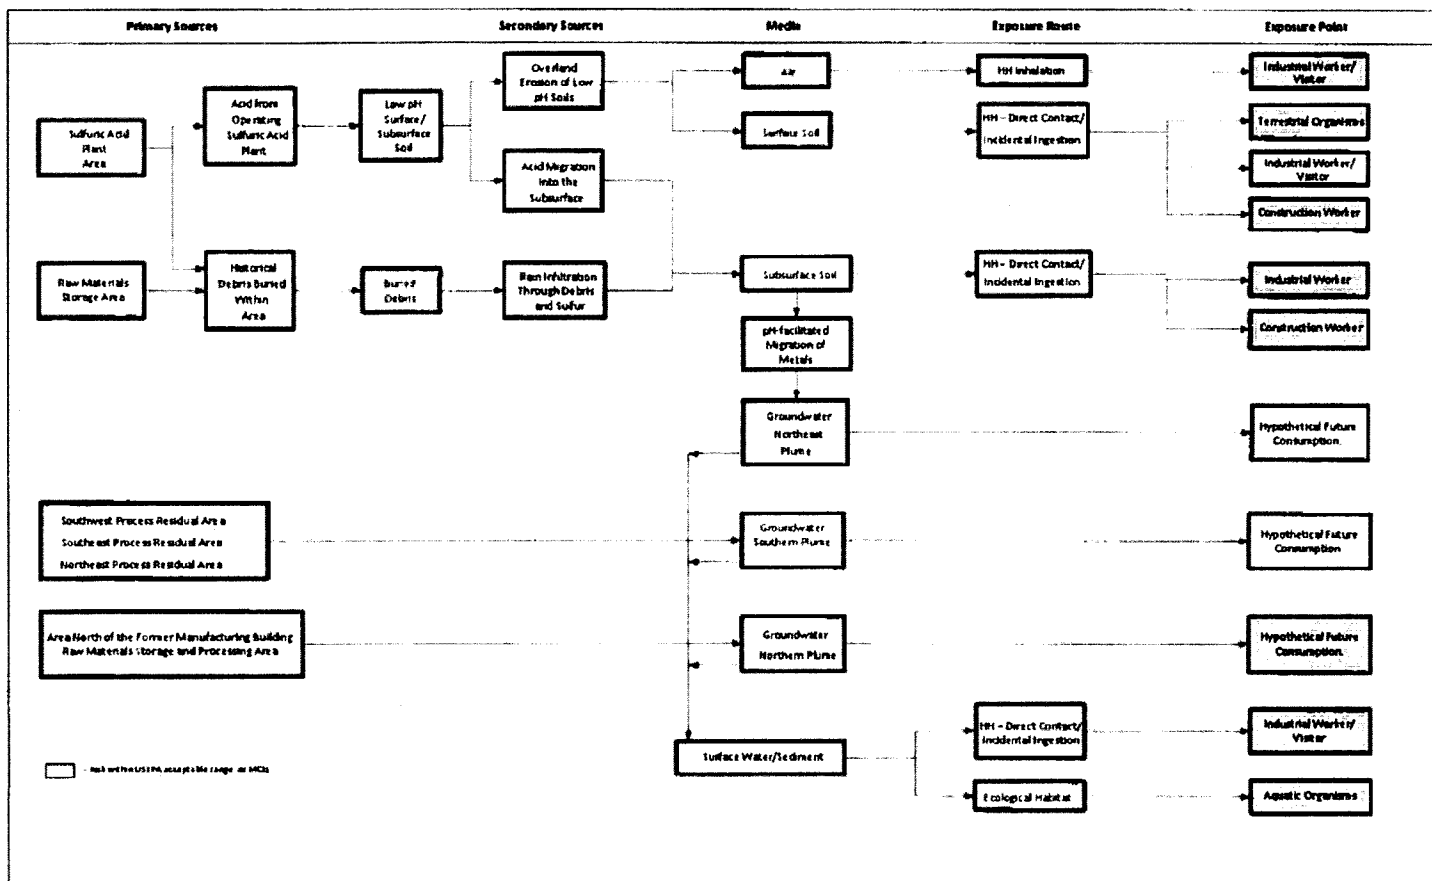 Primary Sources
Secondary Sources
Media
Exposure Route
Exposure Point
Sulfuric Acid
Plant
Area
Acid From
Operating
Sulfuric Acid
Plant
Low pH
Surface/
Subsurface
Soil
Overland
Erosion of Low
pH Soils
Acid Migration
Into the
Subsurface
Air
Surface Soil
HH Inhalation
HH - Direct Contact/
Incidental Ingestion
Industrial Worker/
Visitor
Terrestrial Organisms
Industrial Worker/
Visitor
Construction Worker
Raw Materials
Storage Area
Historical
Debris Buried
Within
Area
Buried
Debris
Rain Infiltration
Through Debris
and Sulfur
Subsurface Soil
HH - Direct Contact/
Incidental Ingestion
Industrial Worker
Construction Worker
pH-facilitated
Migration of
Metals
Groundwater
Northeast
Plume
Hypothetical Future
Consumption.
Southwest Process Residual Area
Southeast Process Residual Area
Northeast Process Residual Area
Groundwater
Southern Plume
Hypothetical Future
Consumption
Area North of the Former Manufacturing Building
Raw Materials Storage and Processing Area
Groundwater
Northern Plume
Hypothetical Future
Consumption.
Surface Water/Sediment
HH - Direct Contact/
Incidental Ingestion
Industrial Worker/
Visitor
Ecological Habitat
Aquatic Organisms
USEPA acceptable range